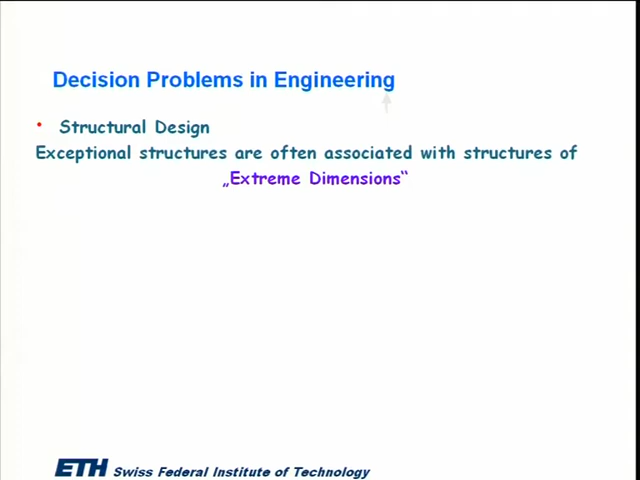 Decision Problems in Engineering
• Structural Design
Exceptional structures are often associated with structures of
„Extreme Dimensions“
ETH Swiss Federal Institute of Technology